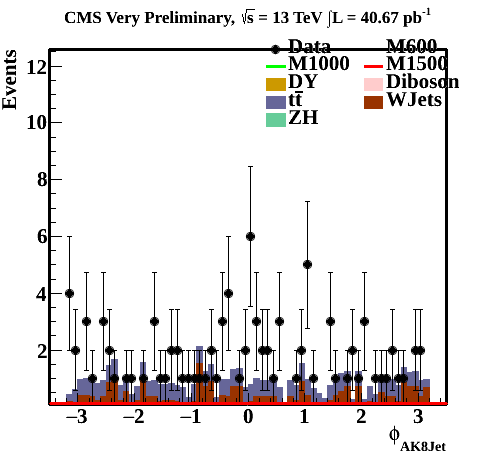 CMS Very Preliminary, √s = 13 TeV ∫L = 40.67 pb⁻¹
Events
Data M600
M1000 M1500
DY Diboson
tt̄ WJets
ZH
12
10
8
6
4
2
−3 −2 −1 0 1 2 3
ϕAK8Jet